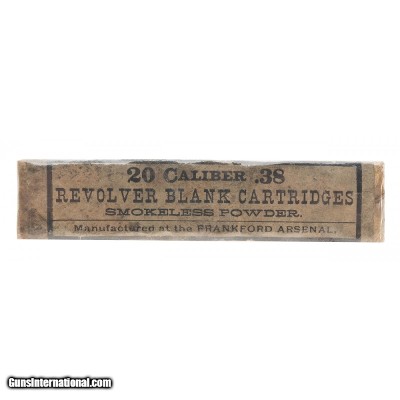 20 CALIBER .38
REVOLVER BLANK CARTRIDGES
SMOKELESS POWDER.
Manufactured at the FRANKFORD ARSENAL.
GunsInternational.com